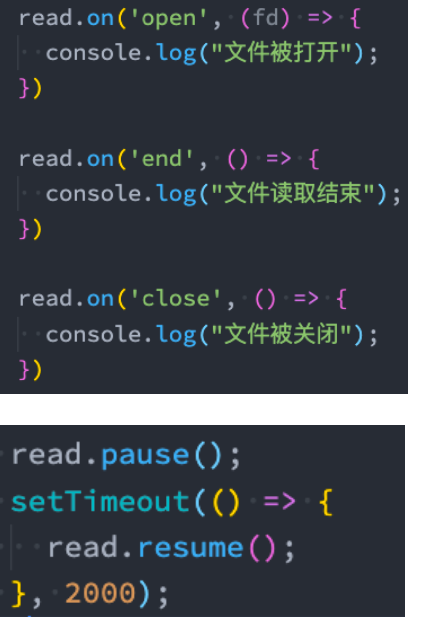 read.on('open', (fd) => {
console.log("文件被打开");
})
read.on('end', () => {
console.log("文件读取结束");
})
read.on('close', () => {
console.log("文件被关闭");
})
read.pause();
setTimeout(() => {
read.resume();
}, 2000);